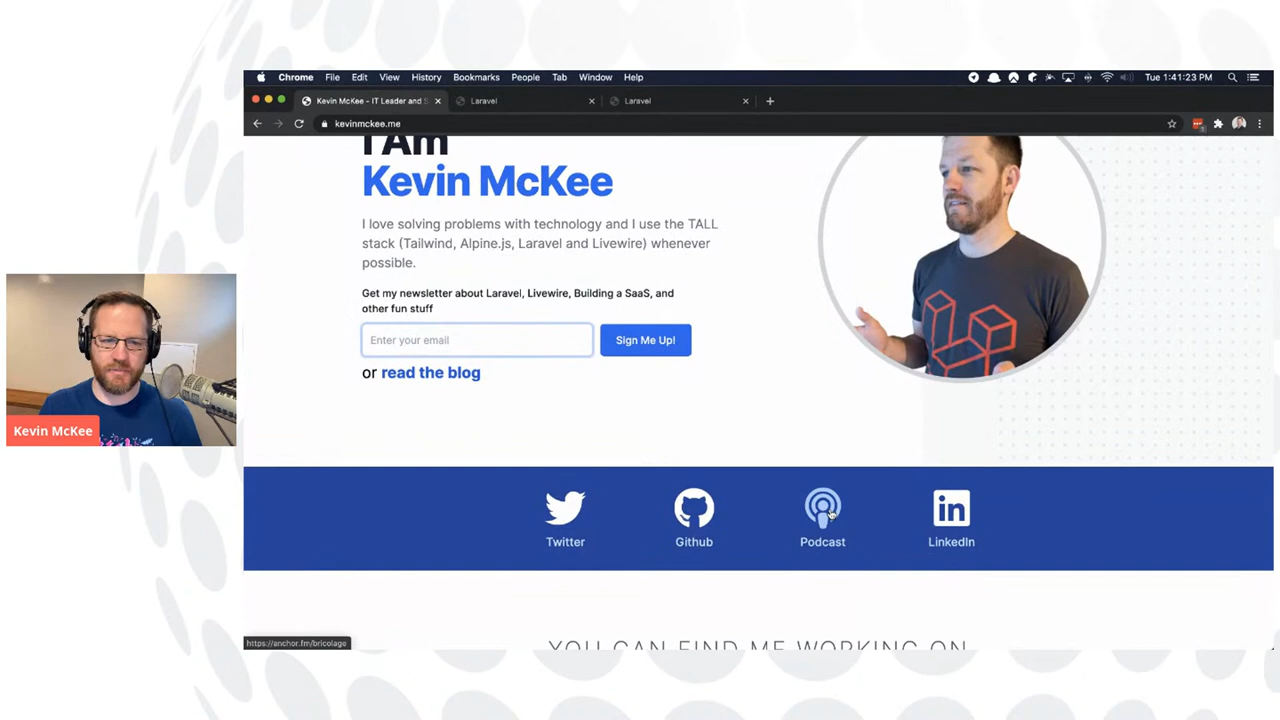 Chrome File Edit View History Bookmarks People Tab Window Help Tue 1:41:23 PM
Kevin McKee - IT Leader and S Laravel Laravel
kevinmckee.me
I Am
Kevin McKee
I love solving problems with technology and I use the TALL
stack (Tailwind, Alpine.js, Laravel and Livewire) whenever
possible.
Get my newsletter about Laravel, Livewire, Building a SaaS, and
other fun stuff
Enter your email Sign Me Up!
or read the blog
Kevin McKee
Twitter Github Podcast LinkedIn
https://anchor.fm/bricolage
YOU CAN FIND ME WORKING ON